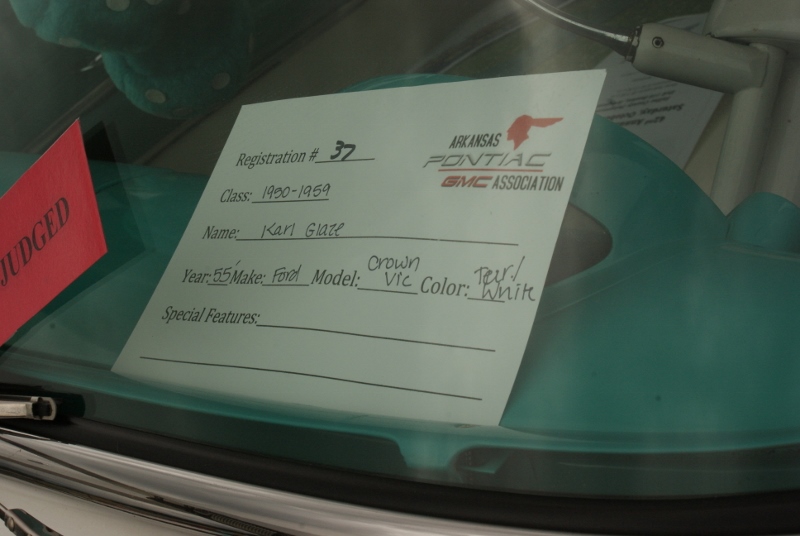 ARKANSAS
PONTIAC
GMC ASSOCIATION
Registration # 37
Class: 1950-1959
Name: Karl Glaze
Year: 55' Make: Ford Model: Crown Vic Color: Tur./ White
Special Features:
JUDGED